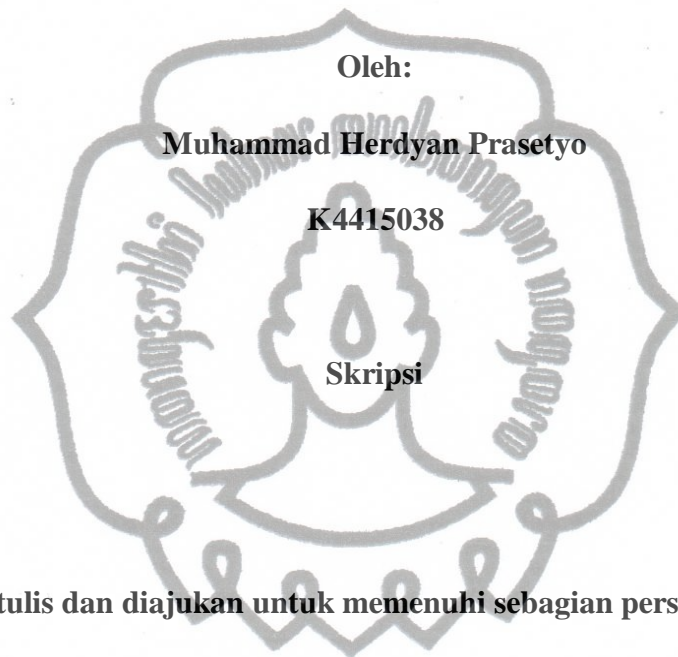 Oleh:
Muhammad Herdyan Prasetyo
K4415038
Skripsi
tulis dan diajukan untuk memenuhi sebagian pers